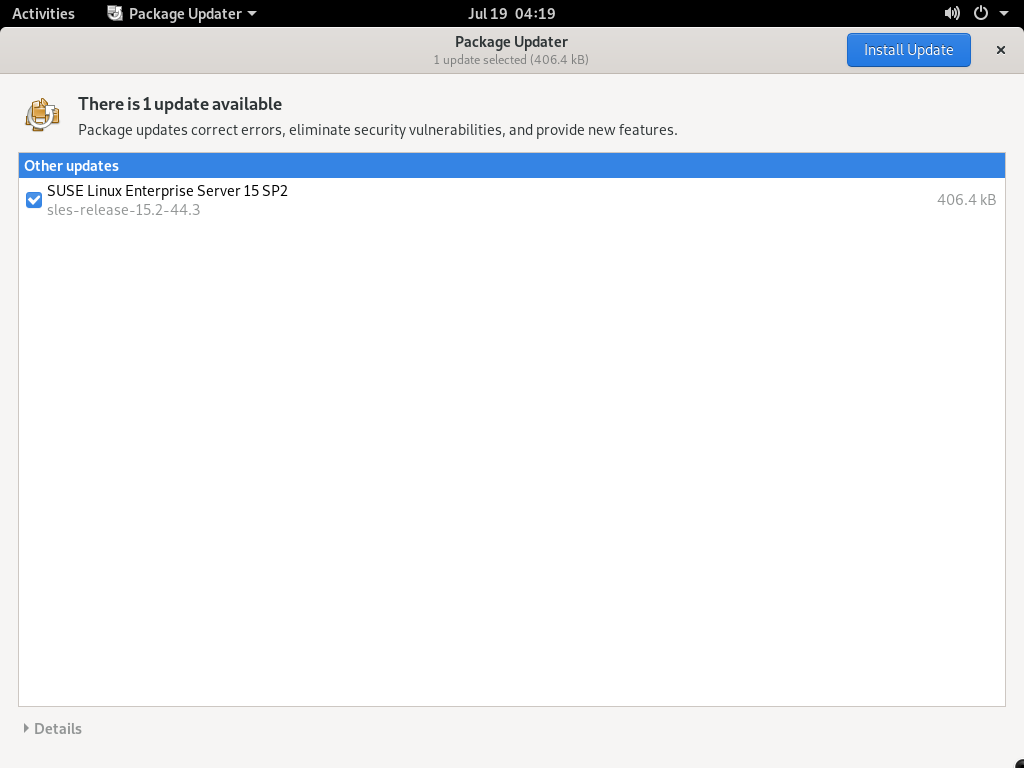 Activities
Package Updater
Jul 19 04:19
Package Updater
1 update selected (406.4 kB)
Install Update
There is 1 update available
Package updates correct errors, eliminate security vulnerabilities, and provide new features.
Other updates
SUSE Linux Enterprise Server 15 SP2
sles-release-15.2-44.3
406.4 kB
Details